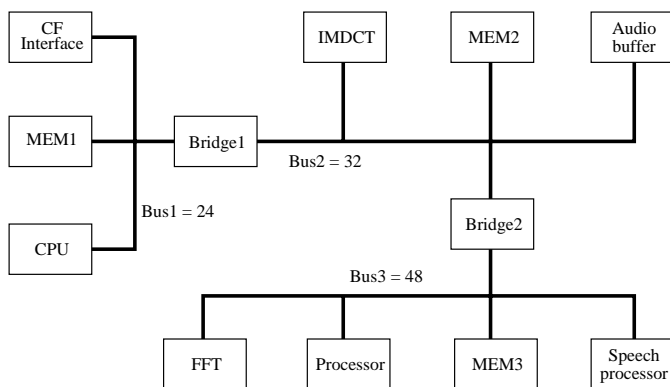 CF
Interface
IMDCT
MEM2
Audio
buffer
MEM1
Bridge1
Bus2 = 32
Bus1 = 24
CPU
Bridge2
Bus3 = 48
FFT
Processor
MEM3
Speech
processor